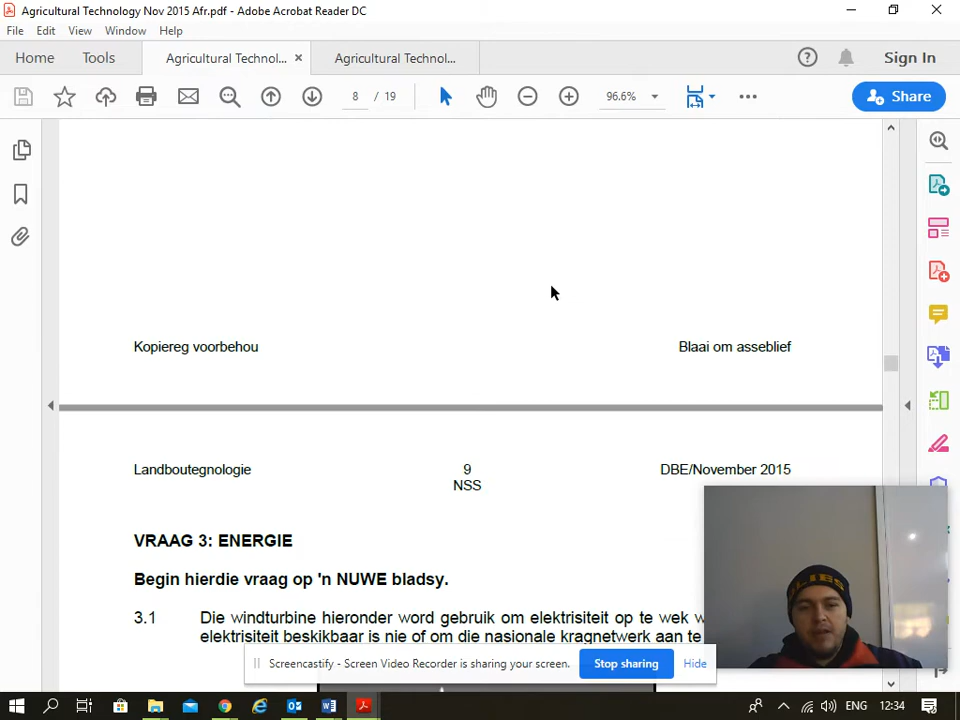 Agricultural Technology Nov 2015 Afr.pdf - Adobe Acrobat Reader DC
File Edit View Window Help
Home Tools Agricultural Technol... × Agricultural Technol... Sign In
8 / 19 96.6% Share
Kopiereg voorbehou Blaai om asseblief
Landboutegnologie 9 DBE/November 2015
NSS
VRAAG 3: ENERGIE
Begin hierdie vraag op 'n NUWE bladsy.
3.1 Die windturbine hieronder word gebruik om elektrisiteit op te wek w
elektrisiteit beskikbaar is nie of om die nasionale kragnetwerk aan te
Screencastify - Screen Video Recorder is sharing your screen. Stop sharing Hide
ENG 12:34